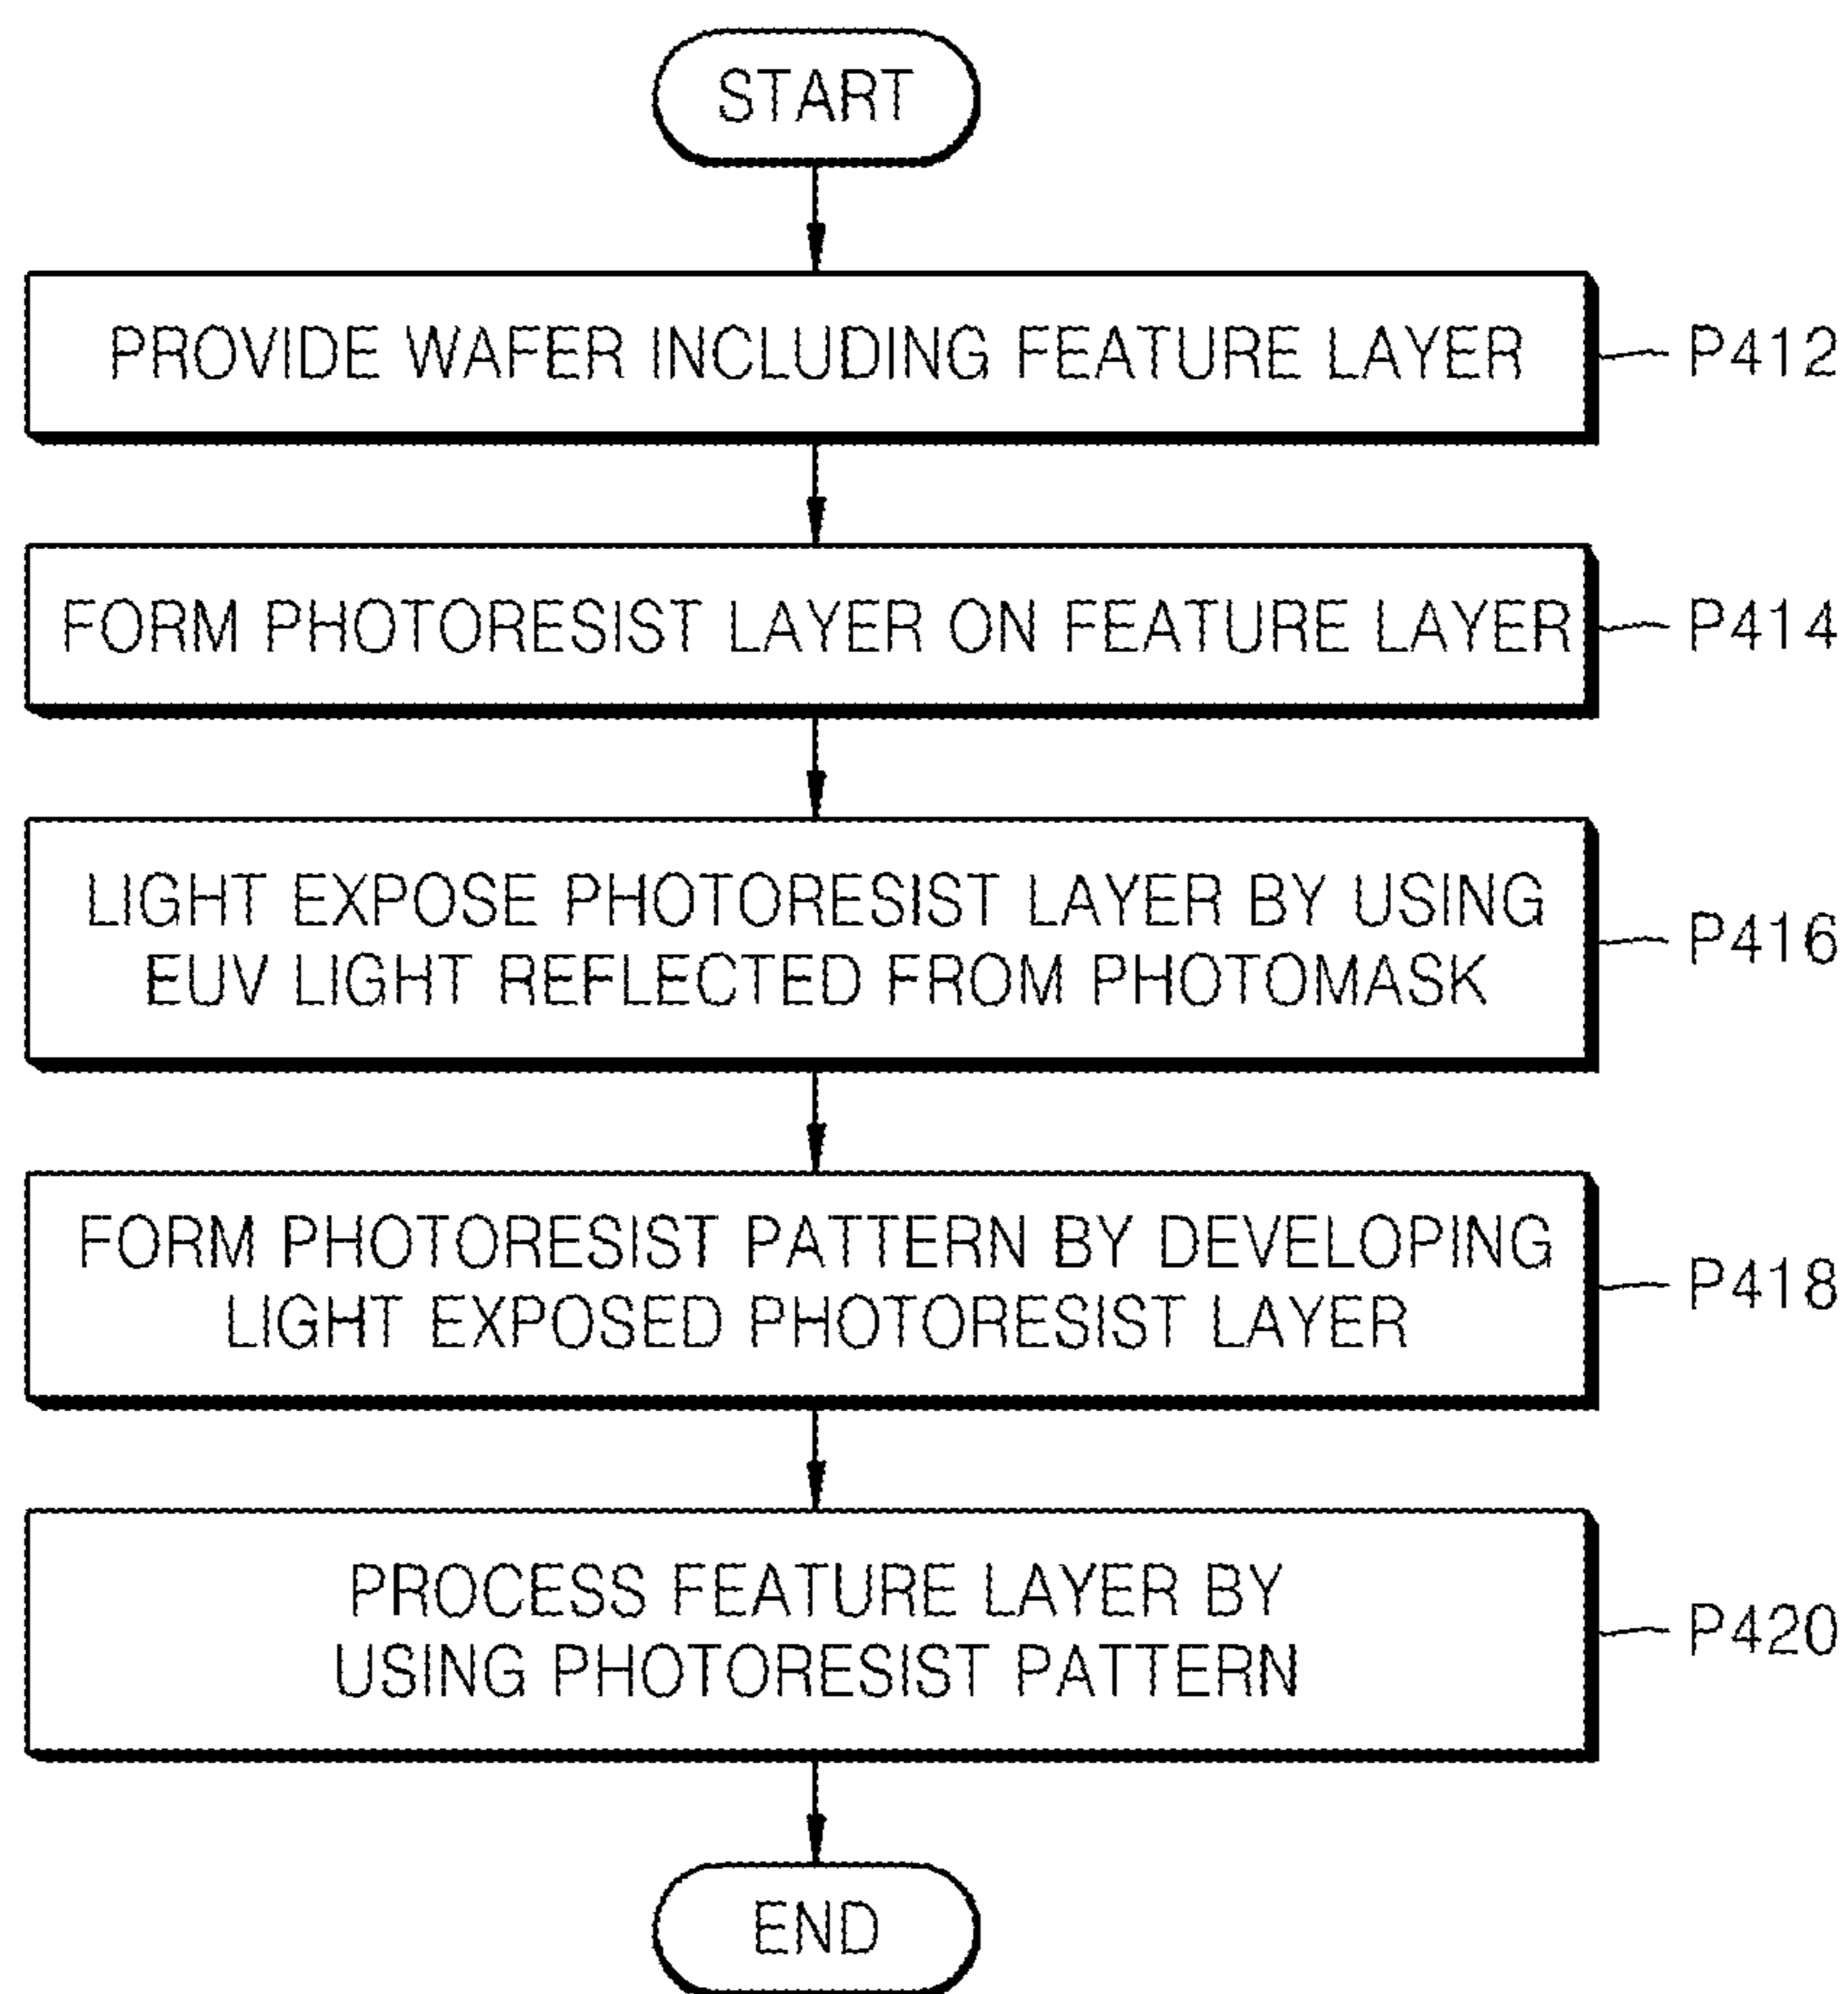 START
PROVIDE WAFER INCLUDING FEATURE LAYER
P412
FORM PHOTORESIST LAYER ON FEATURE LAYER
P414
LIGHT EXPOSE PHOTORESIST LAYER BY USING
EUV LIGHT REFLECTED FROM PHOTOMASK
P416
FORM PHOTORESIST PATTERN BY DEVELOPING
LIGHT EXPOSED PHOTORESIST LAYER
P418
PROCESS FEATURE LAYER BY
USING PHOTORESIST PATTERN
P420
END